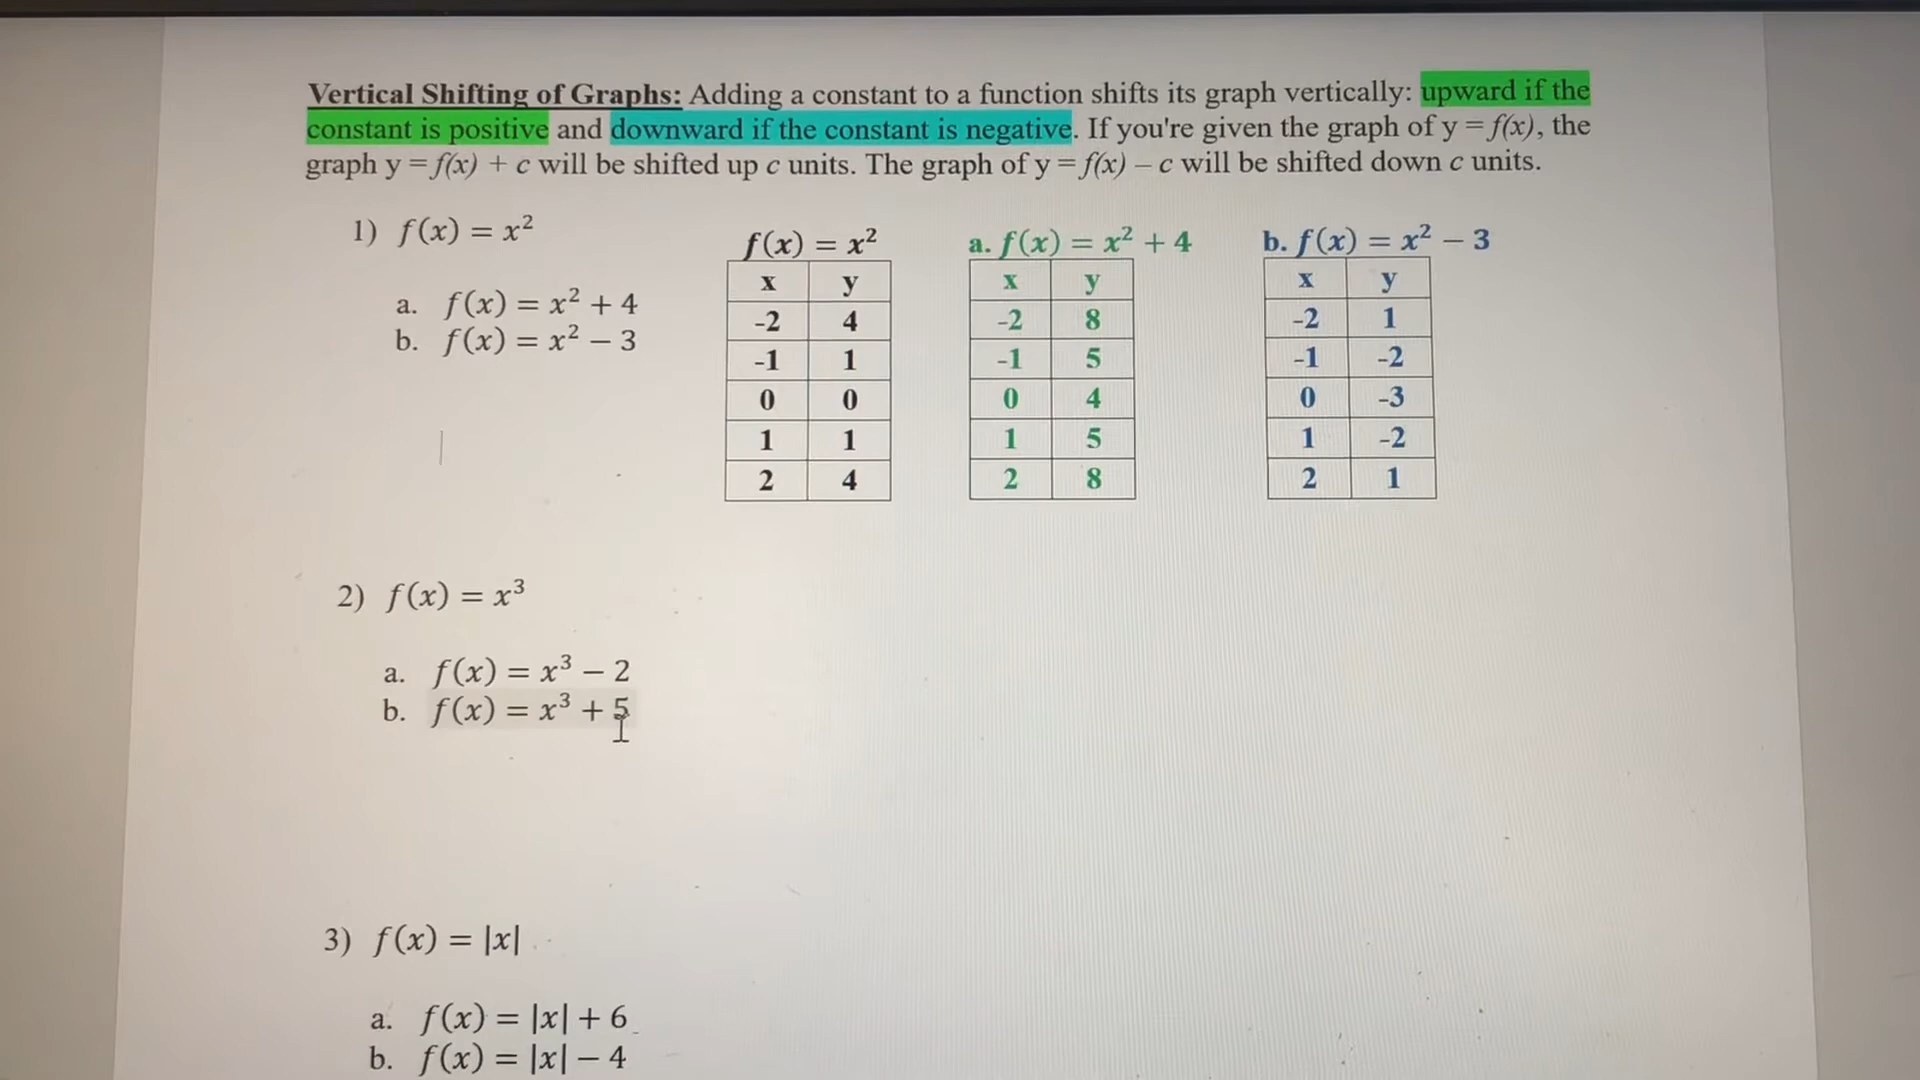 Vertical Shifting of Graphs: Adding a constant to a function shifts its graph vertically: upward if the
constant is positive and downward if the constant is negative. If you're given the graph of y = f(x), the
graph y = f(x) + c will be shifted up c units. The graph of y = f(x) – c will be shifted down c units.
1) f(x) = x²
a. f(x) = x² + 4
b. f(x) = x² − 3
f(x) = x²
x y
-2 4
-1 1
0 0
1 1
2 4
a. f(x) = x² + 4
x y
-2 8
-1 5
0 4
1 5
2 8
b. f(x) = x² − 3
x y
-2 1
-1 -2
0 -3
1 -2
2 1
2) f(x) = x³
a. f(x) = x³ − 2
b. f(x) = x³ + 5
3) f(x) = |x|
a. f(x) = |x| + 6
b. f(x) = |x| − 4